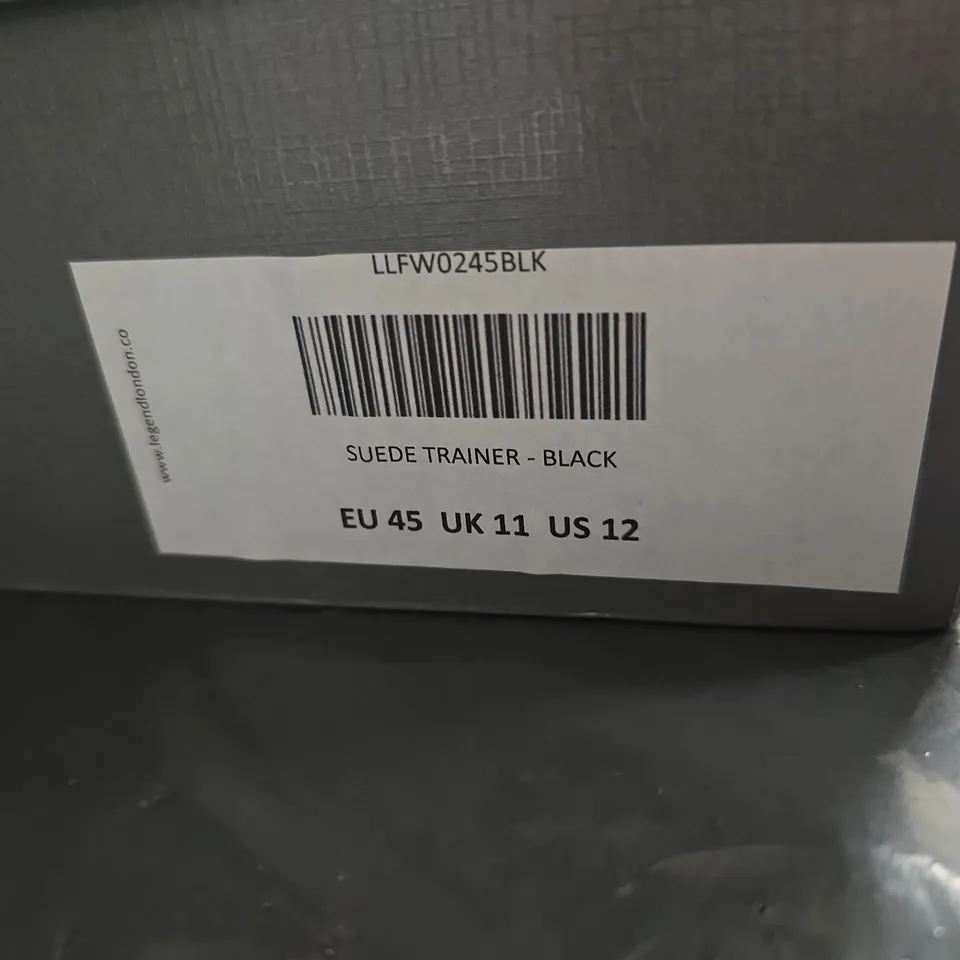 LLFW0245BLK
www.legendlondon.co
SUEDE TRAINER - BLACK
EU 45 UK 11 US 12